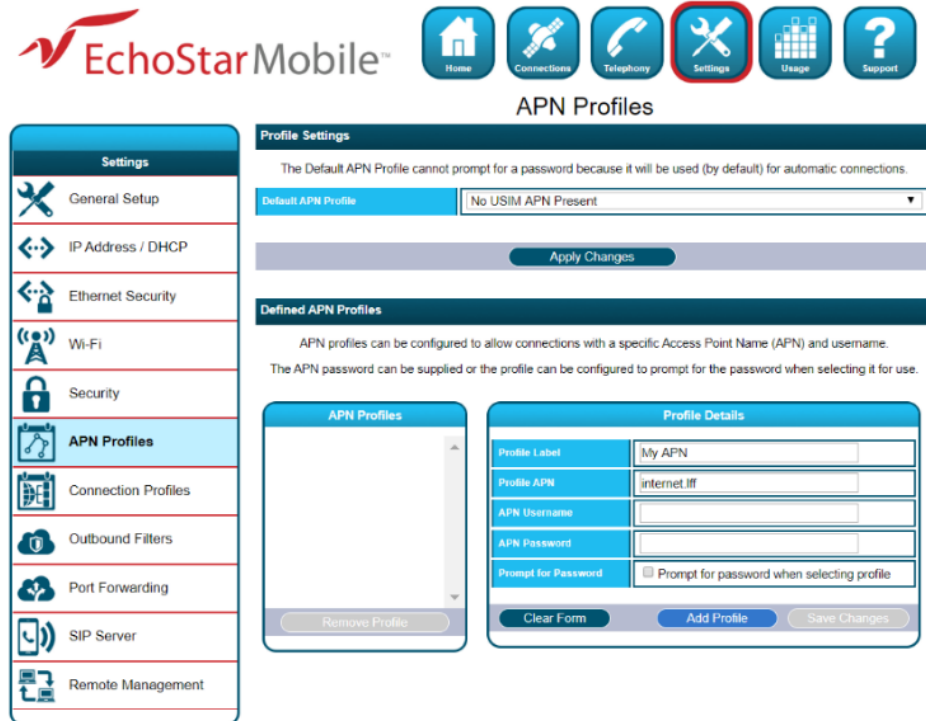 EchoStar Mobile™
Home
Connections
Telephony
Settings
Usage
Support
APN Profiles
Settings
General Setup
IP Address / DHCP
Ethernet Security
Wi-Fi
Security
APN Profiles
Connection Profiles
Outbound Filters
Port Forwarding
SIP Server
Remote Management
Profile Settings
The Default APN Profile cannot prompt for a password because it will be used (by default) for automatic connections.
Default APN Profile
No USIM APN Present
Apply Changes
Defined APN Profiles
APN profiles can be configured to allow connections with a specific Access Point Name (APN) and username.
The APN password can be supplied or the profile can be configured to prompt for the password when selecting it for use.
APN Profiles
Remove Profile
Profile Details
Profile Label
My APN
Profile APN
internet.lff
APN Username
APN Password
Prompt for Password
Prompt for password when selecting profile
Clear Form
Add Profile
Save Changes